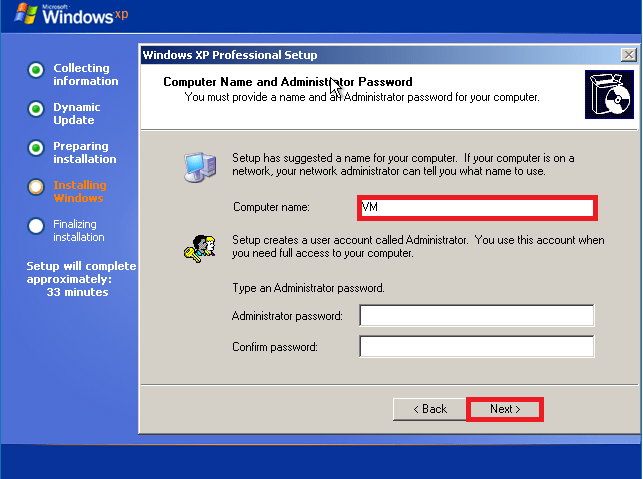 Microsoft
Windows xp
Collecting
information
Dynamic
Update
Preparing
installation
Installing
Windows
Finalizing
installation
Setup will complete
approximately:
33 minutes
Windows XP Professional Setup
Computer Name and Administrator Password
You must provide a name and an Administrator password for your computer.
Setup has suggested a name for your computer. If your computer is on a
network, your network administrator can tell you what name to use.
Computer name:
VM
Setup creates a user account called Administrator. You use this account when
you need full access to your computer.
Type an Administrator password.
Administrator password:
Confirm password:
< Back
Next >